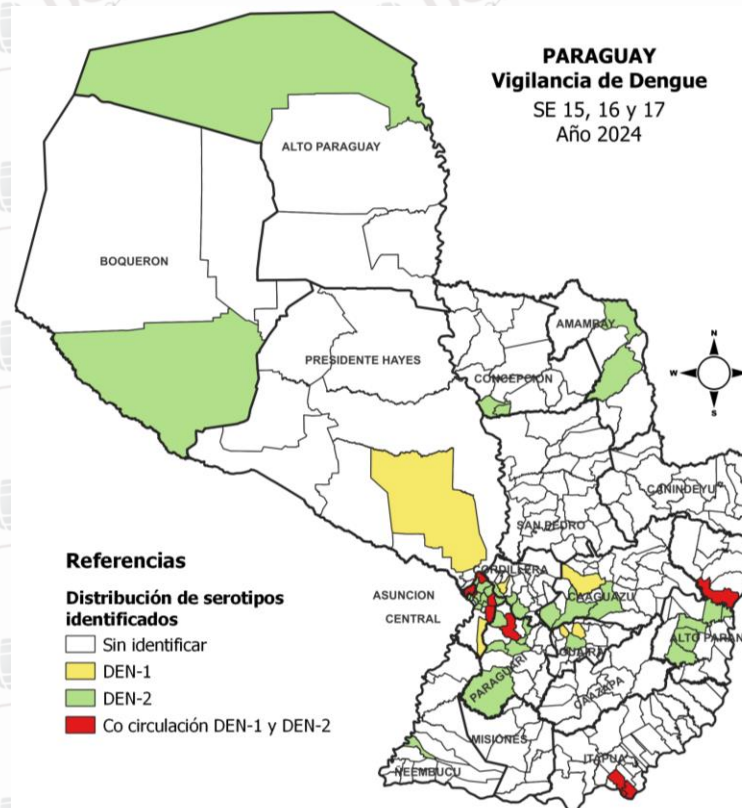 PARAGUAY
Vigilancia de Dengue
SE 15, 16 y 17
Año 2024
ALTO PARAGUAY
BOQUERON
AMAMBAY
PRESIDENTE HAYES
CONCEPCION
N
W
S
CANINDEYU
SAN PEDRO
CORDILLERA
CAAGUAZU
ASUNCION
CENTRAL
ALTO PARAN
GUAIRA
PARAGUARI
CAAZAPA
MISIONES
ITAPUA
ÑEEMBUCU
Referencias
Distribución de serotipos
identificados
Sin identificar
DEN-1
DEN-2
Co circulación DEN-1 y DEN-2